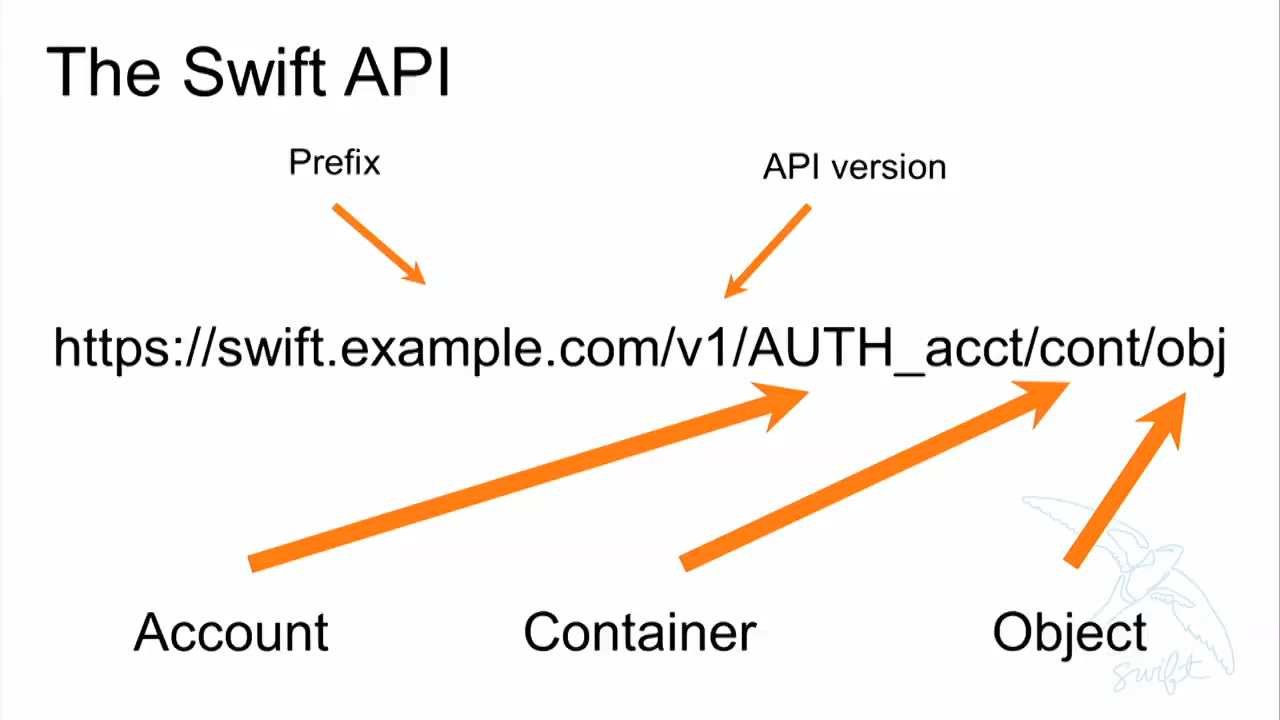 The Swift API
Prefix
API version
https://swift.example.com/v1/AUTH_acct/cont/obj
Account
Container
Object
swift